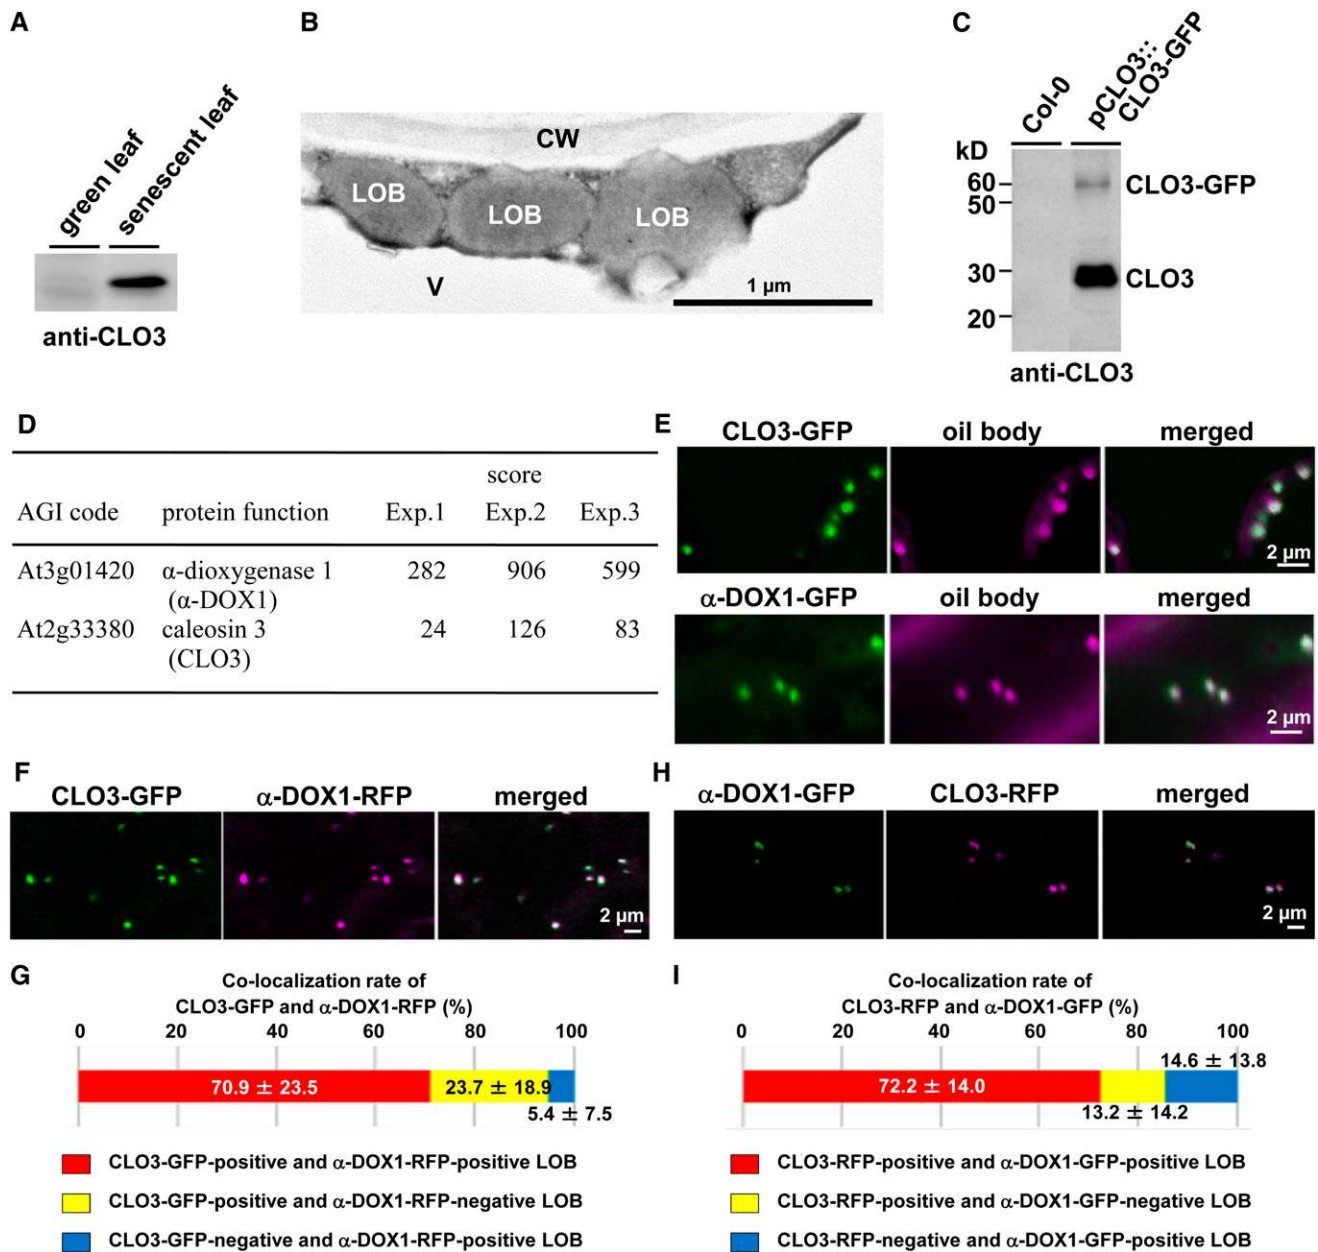 A
green leaf
senescent leaf
anti-CLO3
B
CW
LOB
LOB
LOB
V
1 µm
C
Col-0
pCLO3::
CLO3-GFP
kD
60
50
30
20
CLO3-GFP
CLO3
anti-CLO3
D
score
AGI code protein function Exp.1 Exp.2 Exp.3
At3g01420 α-dioxygenase 1 282 906 599
(α-DOX1)
At2g33380 caleosin 3 24 126 83
(CLO3)
E
CLO3-GFP oil body merged
2 µm
α-DOX1-GFP oil body merged
2 µm
F
CLO3-GFP α-DOX1-RFP merged
2 µm
H
α-DOX1-GFP CLO3-RFP merged
2 µm
G
Co-localization rate of
CLO3-GFP and α-DOX1-RFP (%)
0 20 40 60 80 100
70.9 ± 23.5 23.7 ± 18.9
5.4 ± 7.5
CLO3-GFP-positive and α-DOX1-RFP-positive LOB
CLO3-GFP-positive and α-DOX1-RFP-negative LOB
CLO3-GFP-negative and α-DOX1-RFP-positive LOB
I
Co-localization rate of
CLO3-RFP and α-DOX1-GFP (%)
0 20 40 60 80 100
14.6 ± 13.8
72.2 ± 14.0
13.2 ± 14.2
CLO3-RFP-positive and α-DOX1-GFP-positive LOB
CLO3-RFP-positive and α-DOX1-GFP-negative LOB
CLO3-RFP-negative and α-DOX1-GFP-positive LOB